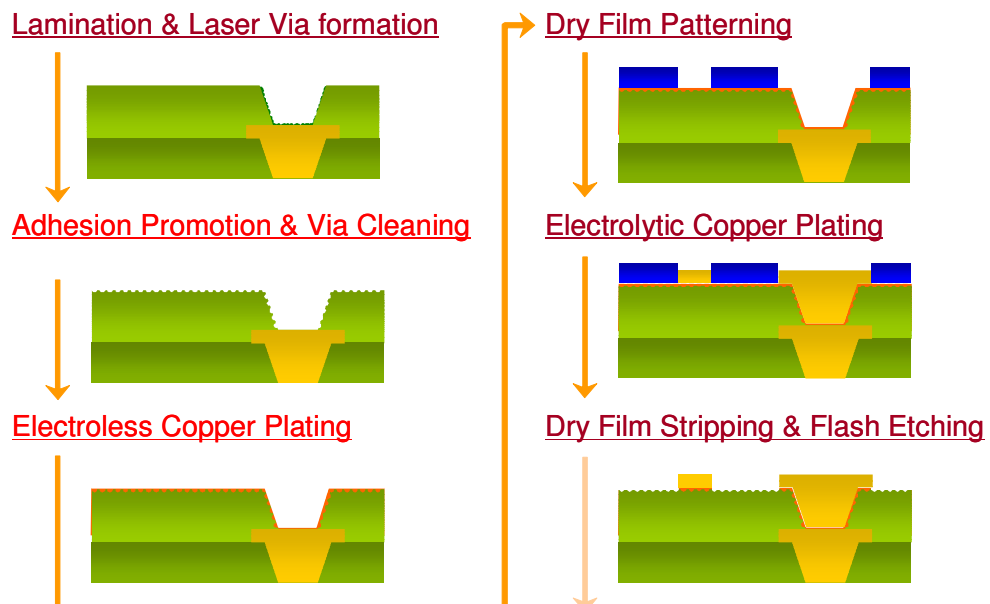 Lamination & Laser Via formation
Adhesion Promotion & Via Cleaning
Electroless Copper Plating
Dry Film Patterning
Electrolytic Copper Plating
Dry Film Stripping & Flash Etching